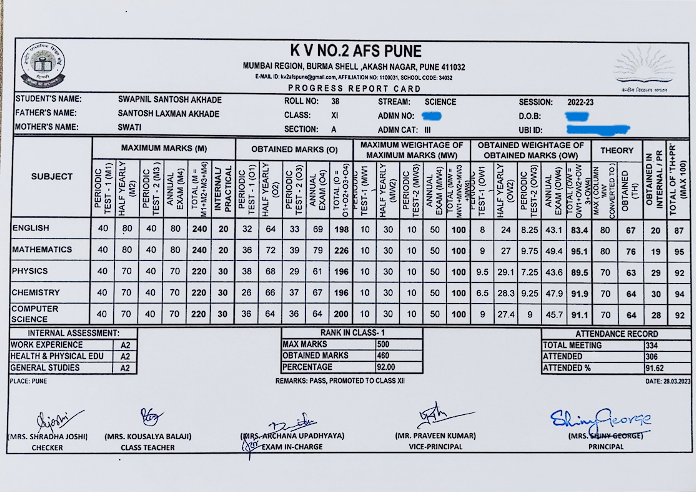 K V NO.2 AFS PUNE
MUMBAI REGION, BURMA SHELL ,AKASH NAGAR, PUNE 411032
E-MAIL ID: kv2afspune@gmail.com, AFFILIATION NO: 1100031, SCHOOL CODE: 34032
PROGRESS REPORT CARD
STUDENT'S NAME: SWAPNIL SANTOSH AKHADE ROLL NO: 38 STREAM: SCIENCE SESSION: 2022-23
FATHER'S NAME: SANTOSH LAXMAN AKHADE CLASS: XI ADMN NO: D.O.B:
MOTHER'S NAME: SWATI SECTION: A ADMN CAT: III UBI ID:
SUBJECT MAXIMUM MARKS (M) OBTAINED MARKS (O) MAXIMUM WEIGHTAGE OF MAXIMUM MARKS (MW) OBTAINED WEIGHTAGE OF OBTAINED MARKS (OW) THEORY
PERIODIC TEST - 1 (M1) HALF YEARLY (M2) PERIODIC TEST - 2 (M3) ANNUAL EXAM (M4) TOTAL (M = M1+M2+M3+M4) INTERNAL/ PRACTICAL PERIODIC TEST - 1 (O1) HALF YEARLY (O2) PERIODIC TEST - 2 (O3) ANNUAL EXAM (O4) TOTAL (O = O1+O2+O3+O4) PERIODIC TEST - 1 (MW1) HALF YEARLY (MW2) PERIODIC TEST - 2 (MW3) ANNUAL EXAM (MW4) TOTAL (MW = PERIODIC TEST - 1 (OW1) HALF YEARLY (OW2) PERIODIC TEST - 2 (OW3) ANNUAL EXAM (OW4) TOTAL (OW = MAX ( COLUMN 'MW' CONVERTED TO ) OBTAINED (TH) OBTAINED IN INTERNAL / PR TOTAL OF 'TH+PR' (MAX 100)
ENGLISH 40 80 40 80 240 20 32 64 33 69 198 10 30 10 50 100 8 24 8.25 43.1 83.4 80 67 20 87
MATHEMATICS 40 80 40 80 240 20 36 72 39 79 226 10 30 10 50 100 9 27 9.75 49.4 95.1 80 76 19 95
PHYSICS 40 70 40 70 220 30 38 68 29 61 196 10 30 10 50 100 9.5 29.1 7.25 43.6 89.5 70 63 29 92
CHEMISTRY 40 70 40 70 220 30 26 66 37 67 196 10 30 10 50 100 6.5 28.3 9.25 47.9 91.9 70 64 30 94
COMPUTER SCIENCE 40 70 40 70 220 30 36 64 36 64 200 10 30 10 50 100 9 27.4 9 45.7 91.1 70 64 28 92
INTERNAL ASSESSMENT: RANK IN CLASS- 1 ATTENDANCE RECORD
WORK EXPERIENCE A2 MAX MARKS 500 TOTAL MEETING 334
HEALTH & PHYSICAL EDU A2 OBTAINED MARKS 460 ATTENDED 306
GENERAL STUDIES A2 PERCENTAGE 92.00 ATTENDED % 91.62
PLACE: PUNE REMARKS: PASS, PROMOTED TO CLASS XII DATE: 28.03.2023
Shiny George
(MRS. SHRADHA JOSHI) (MRS. KOUSALYA BALAJI) (MRS. ARCHANA UPADHYAYA) (MR. PRAVEEN KUMAR) (MRS. SHINY GEORGE)
CHECKER CLASS TEACHER EXAM IN-CHARGE VICE-PRINCIPAL PRINCIPAL